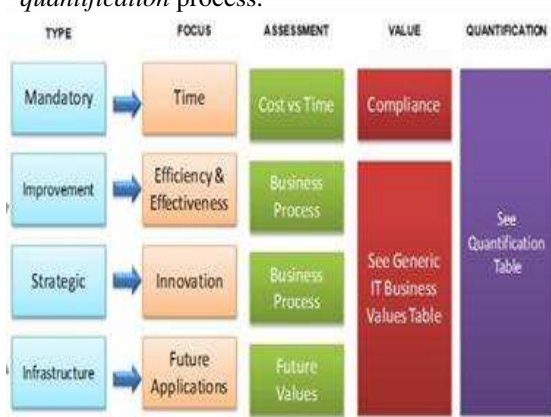 quantification process.
TYPE FOCUS ASSESSMENT VALUE QUANTIFICATION
Mandatory Time Cost vs Time Compliance
Improvement Efficiency &
Effectiveness Business
Process
Strategic Innovation Business
Process
Infrastructure Future
Applications Future
Values
See Generic
IT Business
Values Table
See
Quantification
Table